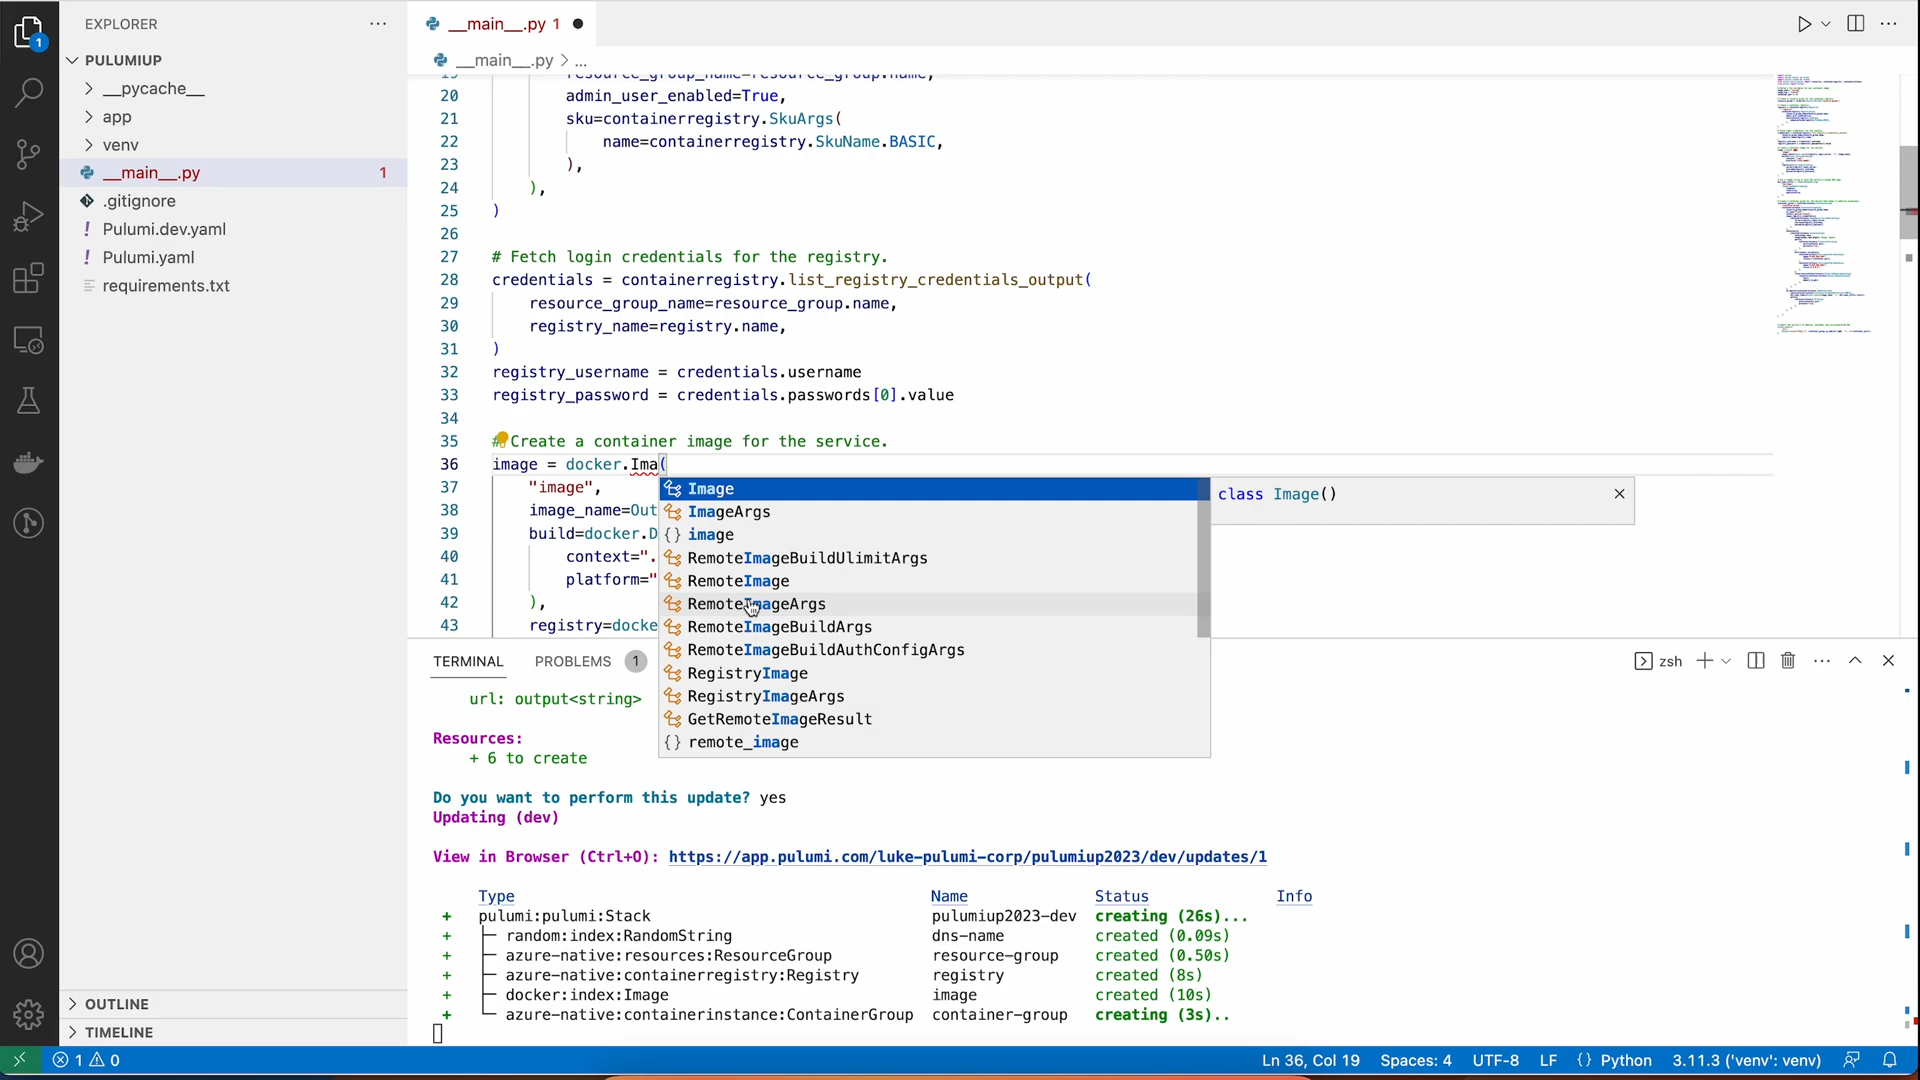 EXPLORER
1
PULUMIUP
__pycache__
app
venv
__main__.py 1
.gitignore
Pulumi.dev.yaml
Pulumi.yaml
requirements.txt
OUTLINE
TIMELINE
__main__.py 1
__main__.py > ...
19 resource_group_name=resource_group.name,
20 admin_user_enabled=True,
21 sku=containerregistry.SkuArgs(
22 name=containerregistry.SkuName.BASIC,
23 ),
24 ),
25 )
26
27 # Fetch login credentials for the registry.
28 credentials = containerregistry.list_registry_credentials_output(
29 resource_group_name=resource_group.name,
30 registry_name=registry.name,
31 )
32 registry_username = credentials.username
33 registry_password = credentials.passwords[0].value
34
35 # Create a container image for the service.
36 image = docker.Ima(
37 "image",
38 image_name=Out
39 build=docker.D
40 context=".
41 platform="
42 ),
43 registry=docke
Image
ImageArgs
{} image
RemoteImageBuildUlimitArgs
RemoteImage
RemoteImageArgs
RemoteImageBuildArgs
RemoteImageBuildAuthConfigArgs
RegistryImage
RegistryImageArgs
GetRemoteImageResult
{} remote_image
class Image()
TERMINAL PROBLEMS 1
zsh
url: output<string>
Resources:
+ 6 to create
Do you want to perform this update? yes
Updating (dev)
View in Browser (Ctrl+O): https://app.pulumi.com/luke-pulumi-corp/pulumiup2023/dev/updates/1
Type Name Status Info
+ pulumi:pulumi:Stack pulumiup2023-dev creating (26s)...
+ ├─ random:index:RandomString dns-name created (0.09s)
+ ├─ azure-native:resources:ResourceGroup resource-group created (0.50s)
+ ├─ azure-native:containerregistry:Registry registry created (8s)
+ ├─ docker:index:Image image created (10s)
+ └─ azure-native:containerinstance:ContainerGroup container-group creating (3s)..
1 0
Ln 36, Col 19 Spaces: 4 UTF-8 LF {} Python 3.11.3 ('venv': venv)